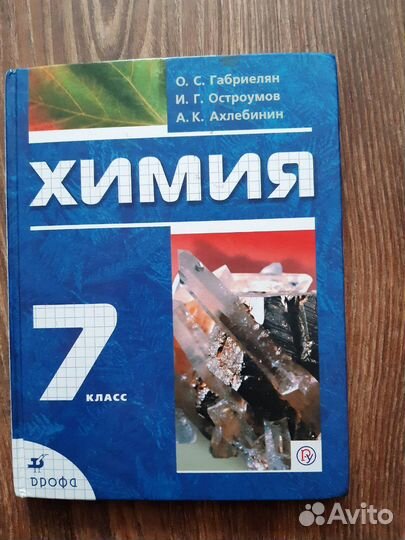 О. С. Габриелян
И. Г. Остроумов
А. К. Ахлебинин
ХИМИЯ
7
КЛАСС
дрофа
Avito